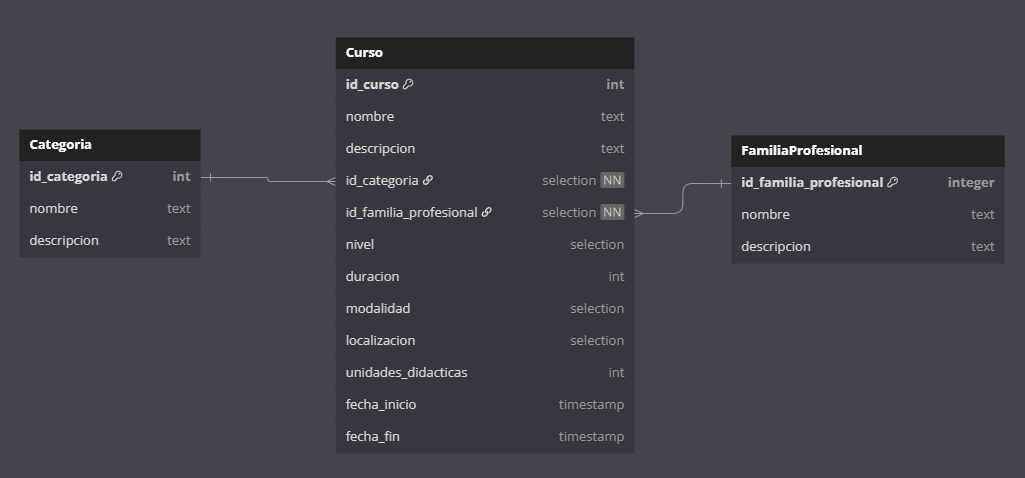 Categoria
id_categoria int
nombre text
descripcion text
Curso
id_curso int
nombre text
descripcion text
id_categoria selection NN
id_familia_profesional selection NN
nivel selection
duracion int
modalidad selection
localizacion selection
unidades_didacticas int
fecha_inicio timestamp
fecha_fin timestamp
FamiliaProfesional
id_familia_profesional integer
nombre text
descripcion text